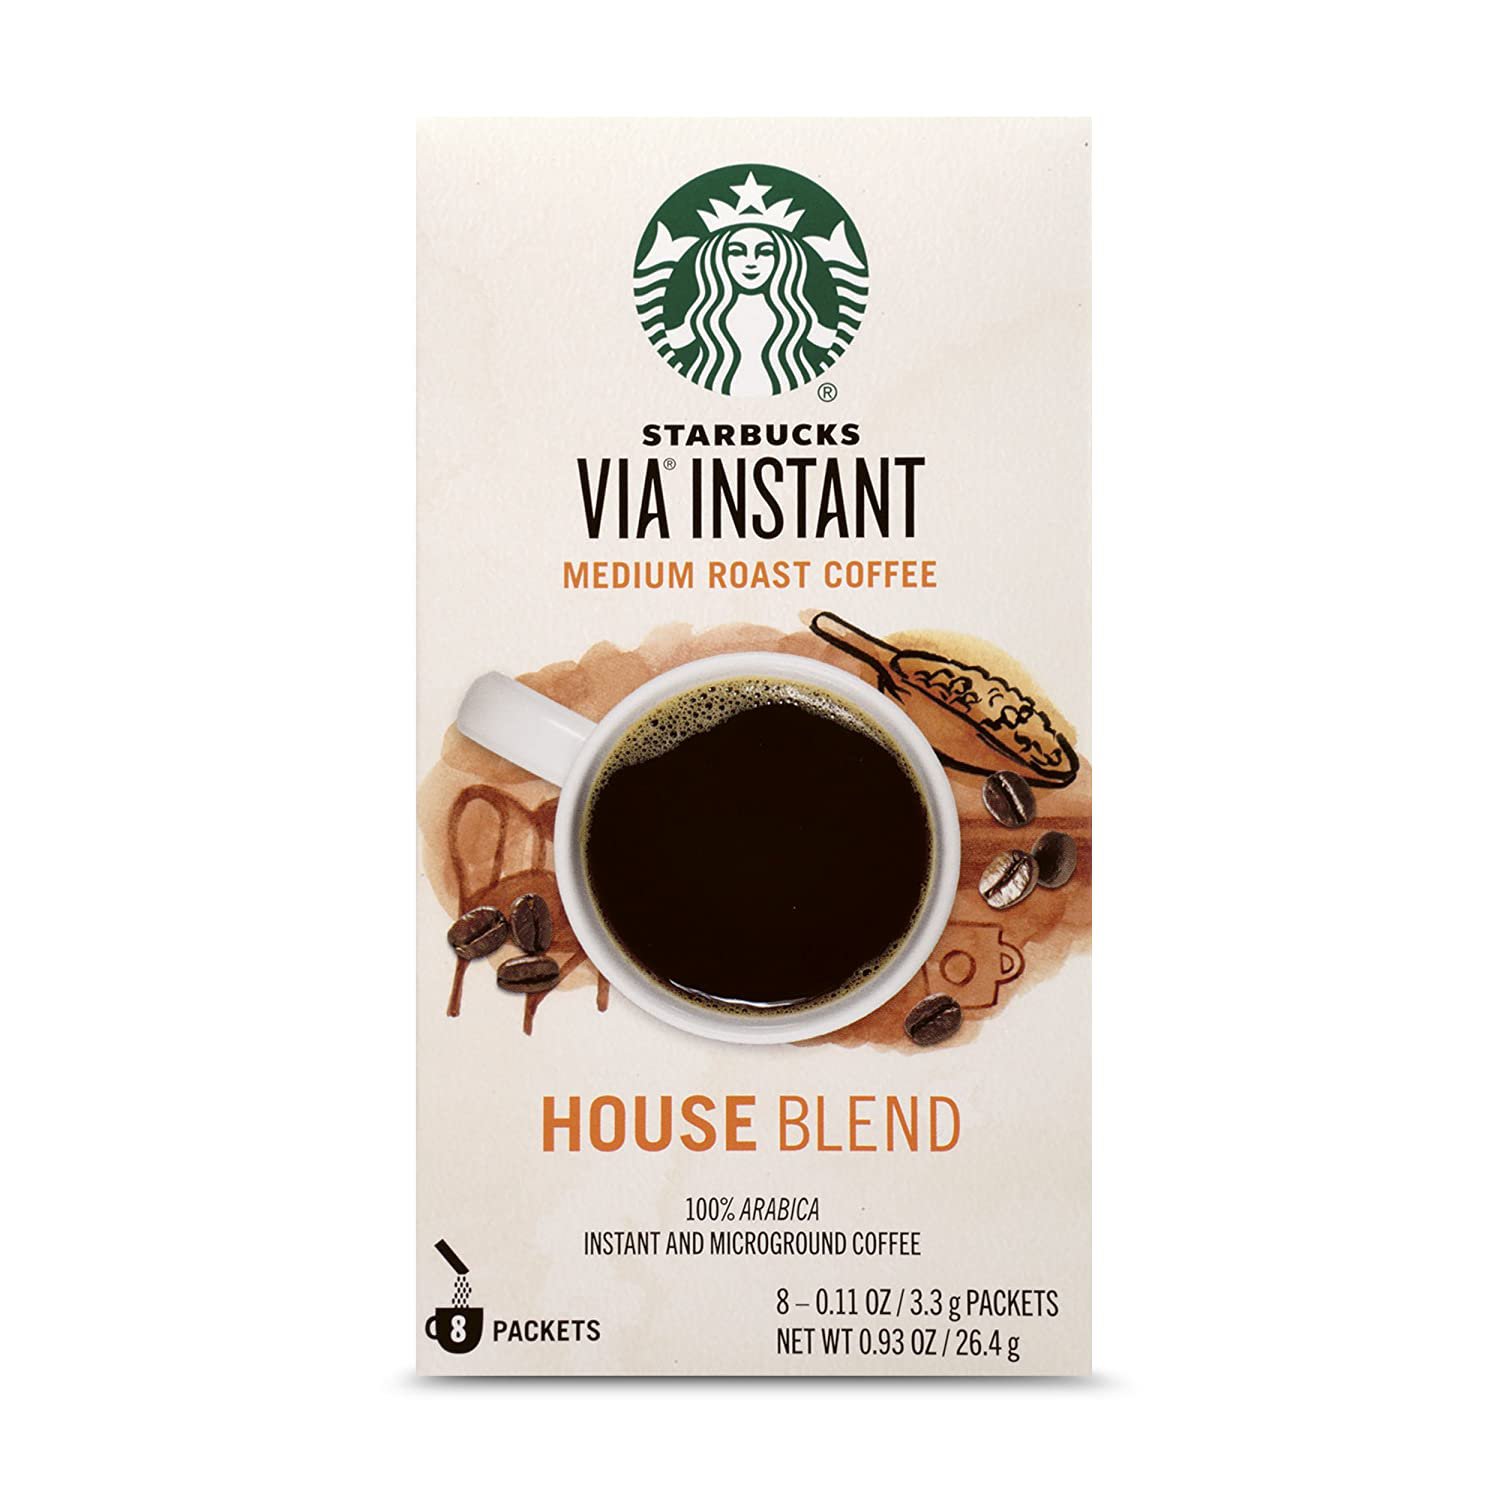 ®
STARBUCKS
VIA® INSTANT
MEDIUM ROAST COFFEE
HOUSE BLEND
100% ARABICA
INSTANT AND MICROGROUND COFFEE
8 – 0.11 OZ / 3.3 g PACKETS
8 PACKETS
NET WT 0.93 OZ / 26.4 g